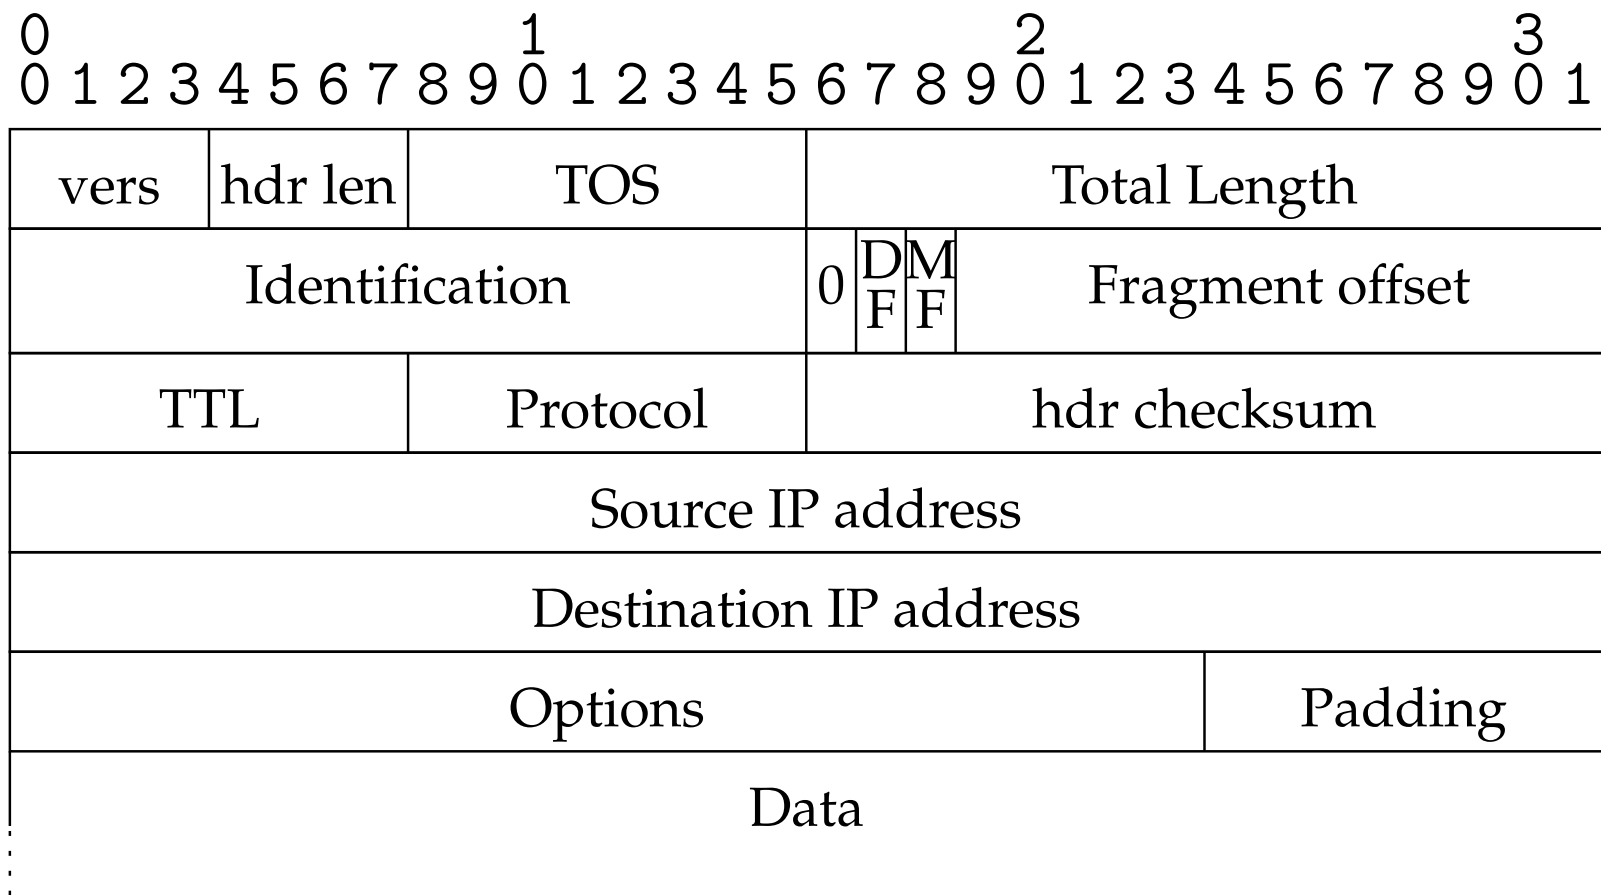 0 1 2 3
0 1 2 3 4 5 6 7 8 9 0 1 2 3 4 5 6 7 8 9 0 1 2 3 4 5 6 7 8 9 0 1
vers hdr len TOS Total Length
Identification 0 DF MF Fragment offset
TTL Protocol hdr checksum
Source IP address
Destination IP address
Options Padding
Data